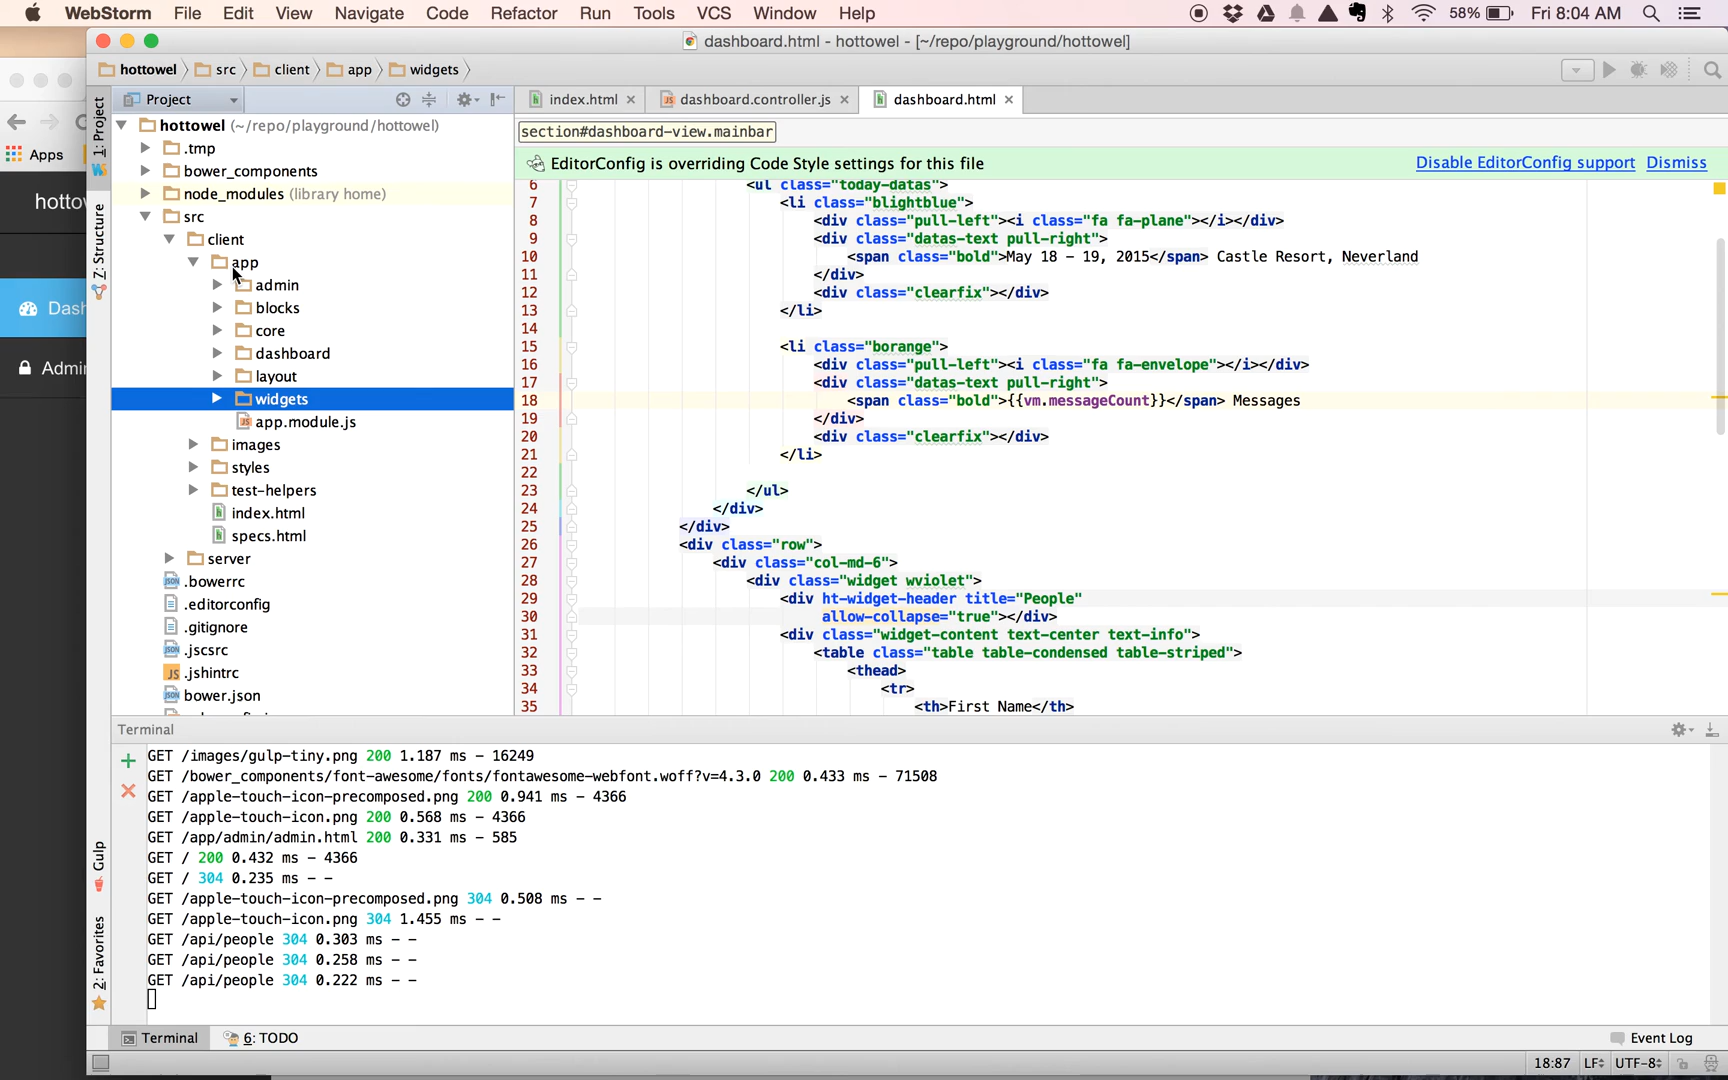 WebStorm File Edit View Navigate Code Refactor Run Tools VCS Window Help 58% Fri 8:04 AM
dashboard.html - hottowel - [~/repo/playground/hottowel]
hottowel src client app widgets
Project index.html dashboard.controller.js dashboard.html
1: Project
Z: Structure
Gulp
2: Favorites
Apps
hottow
Dash
Admin
hottowel (~/repo/playground/hottowel)
.tmp
bower_components
node_modules (library home)
src
client
app
admin
blocks
core
dashboard
layout
widgets
app.module.js
images
styles
test-helpers
index.html
specs.html
server
.bowerrc
.editorconfig
.gitignore
.jscsrc
.jshintrc
bower.json
section#dashboard-view.mainbar
EditorConfig is overriding Code Style settings for this file Disable EditorConfig support Dismiss
6 <ul class="today-datas">
7 <li class="blightblue">
8 <div class="pull-left"><i class="fa fa-plane"></i></div>
9 <div class="datas-text pull-right">
10 <span class="bold">May 18 - 19, 2015</span> Castle Resort, Neverland
11 </div>
12 <div class="clearfix"></div>
13 </li>
14
15 <li class="borange">
16 <div class="pull-left"><i class="fa fa-envelope"></i></div>
17 <div class="datas-text pull-right">
18 <span class="bold">{{vm.messageCount}}</span> Messages
19 </div>
20 <div class="clearfix"></div>
21 </li>
22
23 </ul>
24 </div>
25 </div>
26 <div class="row">
27 <div class="col-md-6">
28 <div class="widget wviolet">
29 <div ht-widget-header title="People"
30 allow-collapse="true"></div>
31 <div class="widget-content text-center text-info">
32 <table class="table table-condensed table-striped">
33 <thead>
34 <tr>
35 <th>First Name</th>
Terminal
GET /images/gulp-tiny.png 200 1.187 ms - 16249
GET /bower_components/font-awesome/fonts/fontawesome-webfont.woff?v=4.3.0 200 0.433 ms - 71508
GET /apple-touch-icon-precomposed.png 200 0.941 ms - 4366
GET /apple-touch-icon.png 200 0.568 ms - 4366
GET /app/admin/admin.html 200 0.331 ms - 585
GET / 200 0.432 ms - 4366
GET / 304 0.235 ms - -
GET /apple-touch-icon-precomposed.png 304 0.508 ms - -
GET /apple-touch-icon.png 304 1.455 ms - -
GET /api/people 304 0.303 ms - -
GET /api/people 304 0.258 ms - -
GET /api/people 304 0.222 ms - -
Terminal 6: TODO Event Log
18:87 LF UTF-8